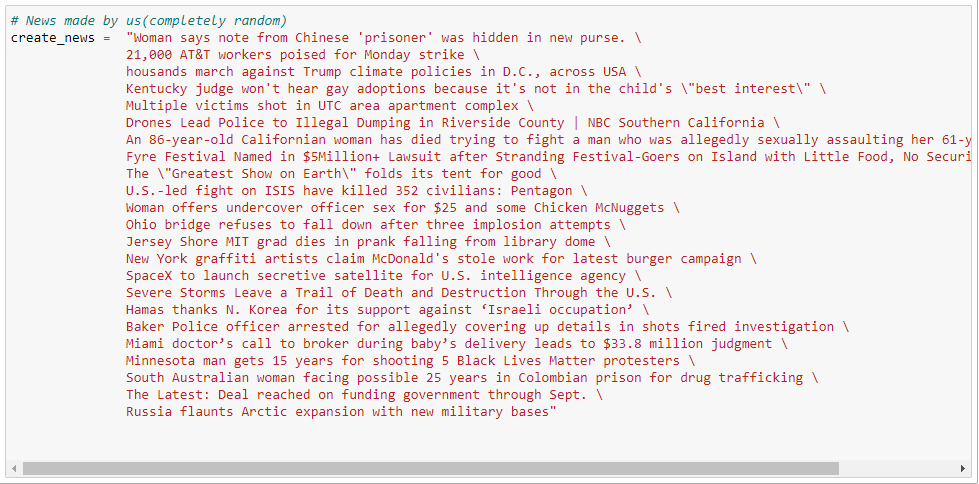 # News made by us(completely random)
create_news =  "Woman says note from Chinese 'prisoner' was hidden in new purse. \
21,000 AT&T workers poised for Monday strike \
housands march against Trump climate policies in D.C., across USA \
Kentucky judge won't hear gay adoptions because it's not in the child's \"best interest\" \
Multiple victims shot in UTC area apartment complex \
Drones Lead Police to Illegal Dumping in Riverside County | NBC Southern California \
An 86-year-old Californian woman has died trying to fight a man who was allegedly sexually assaulting her 61-y
Fyre Festival Named in $5Million+ Lawsuit after Stranding Festival-Goers on Island with Little Food, No Securi
The \"Greatest Show on Earth\" folds its tent for good \
U.S.-led fight on ISIS have killed 352 civilians: Pentagon \
Woman offers undercover officer sex for $25 and some Chicken McNuggets \
Ohio bridge refuses to fall down after three implosion attempts \
Jersey Shore MIT grad dies in prank falling from library dome \
New York graffiti artists claim McDonald's stole work for latest burger campaign \
SpaceX to launch secretive satellite for U.S. intelligence agency \
Severe Storms Leave a Trail of Death and Destruction Through the U.S. \
Hamas thanks N. Korea for its support against ‘Israeli occupation’ \
Baker Police officer arrested for allegedly covering up details in shots fired investigation \
Miami doctor’s call to broker during baby’s delivery leads to $33.8 million judgment \
Minnesota man gets 15 years for shooting 5 Black Lives Matter protesters \
South Australian woman facing possible 25 years in Colombian prison for drug trafficking \
The Latest: Deal reached on funding government through Sept. \
Russia flaunts Arctic expansion with new military bases"